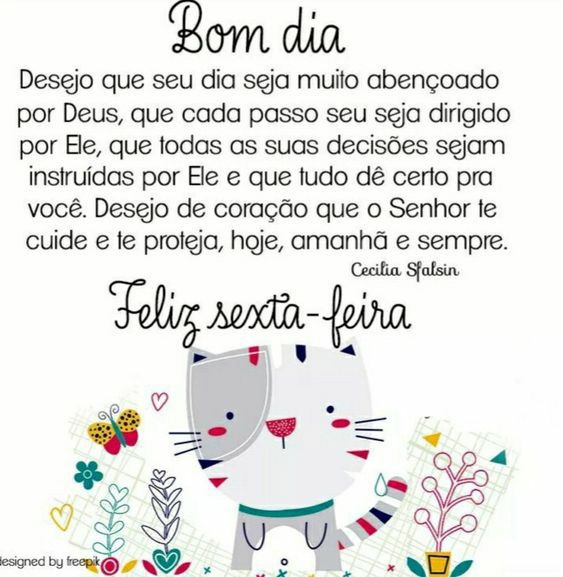 Bom dia
Desejo que seu dia seja muito abençoado
por Deus, que cada passo seu seja dirigido
por Ele, que todas as suas decisões sejam
instruídas por Ele e que tudo dê certo pra
você. Desejo de coração que o Senhor te
cuide e te proteja, hoje, amanhã e sempre.
Cecilia Sfalsin
Feliz sexta-feira
designed by freepik